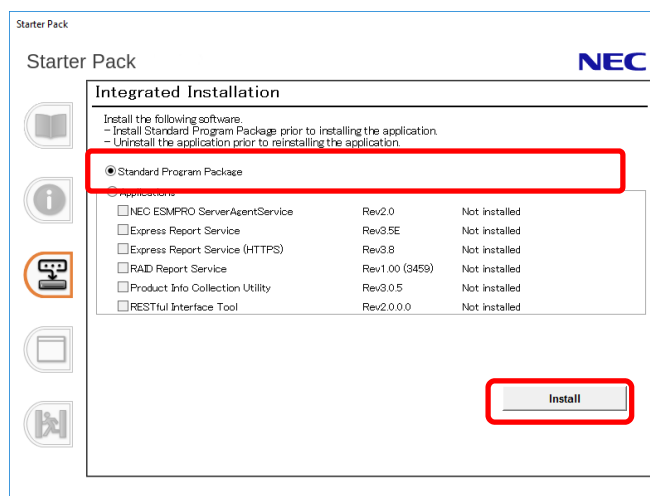 Starter Pack
Starter Pack
NEC
Integrated Installation
Install the following software.
- Install Standard Program Package prior to installing the application.
- Uninstall the application prior to reinstalling the application.
Standard Program Package
Applications
NEC ESMPRO ServerAgentService Rev2.0 Not installed
Express Report Service Rev3.5E Not installed
Express Report Service (HTTPS) Rev3.8 Not installed
RAID Report Service Rev1.00 (3459) Not installed
Product Info Collection Utility Rev3.0.5 Not installed
RESTful Interface Tool Rev2.0.0.0 Not installed
Install